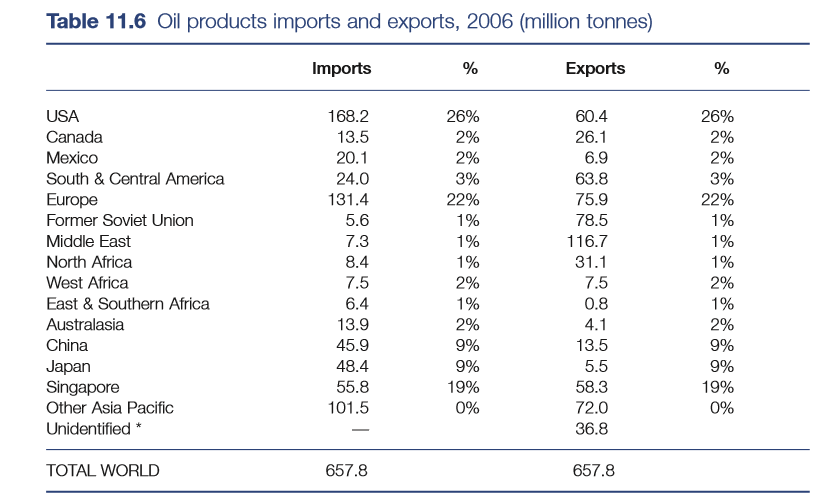 Table 11.6 Oil products imports and exports, 2006 (million tonnes)
Imports % Exports %
USA 168.2 26% 60.4 26%
Canada 13.5 2% 26.1 2%
Mexico 20.1 2% 6.9 2%
South & Central America 24.0 3% 63.8 3%
Europe 131.4 22% 75.9 22%
Former Soviet Union 5.6 1% 78.5 1%
Middle East 7.3 1% 116.7 1%
North Africa 8.4 1% 31.1 1%
West Africa 7.5 2% 7.5 2%
East & Southern Africa 6.4 1% 0.8 1%
Australasia 13.9 2% 4.1 2%
China 45.9 9% 13.5 9%
Japan 48.4 9% 5.5 9%
Singapore 55.8 19% 58.3 19%
Other Asia Pacific 101.5 0% 72.0 0%
Unidentified * — 36.8
TOTAL WORLD 657.8 657.8